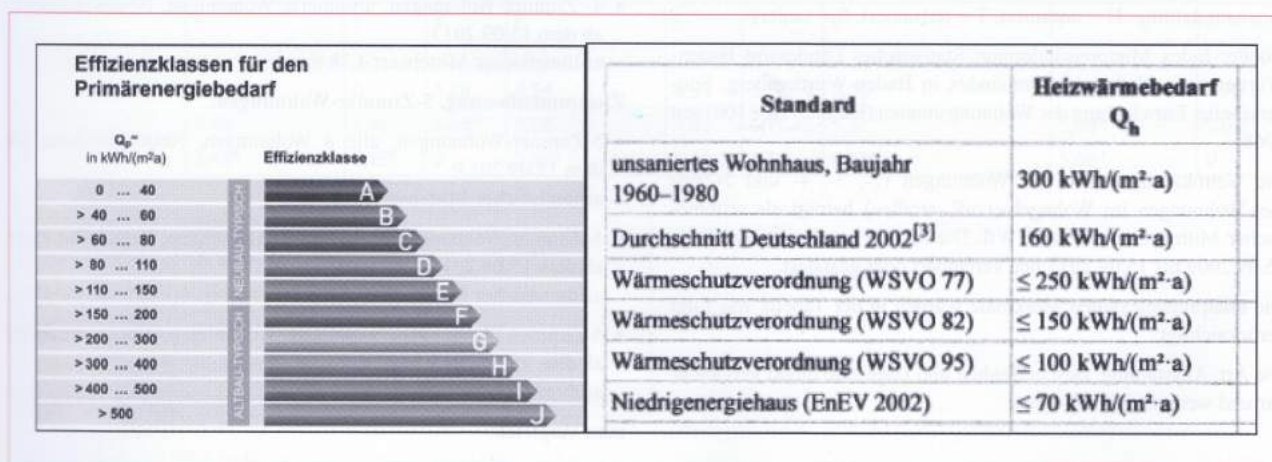 Effizienzklassen für den
Primärenergiebedarf
Qp"
in kWh/(m²a)
Effizienzklasse
0 ... 40 A
> 40 ... 60 B
> 60 ... 80 C
> 80 ... 110 D
> 110 ... 150 E
> 150 ... 200 F
> 200 ... 300 G
> 300 ... 400 H
> 400 ... 500 I
> 500 J
NEUBAU-TYPISCH
ALTBAU-TYPISCH
Standard
Heizwärmebedarf
Qh
unsaniertes Wohnhaus, Baujahr
1960–1980
300 kWh/(m²·a)
Durchschnitt Deutschland 2002[3] 160 kWh/(m²·a)
Wärmeschutzverordnung (WSVO 77) ≤ 250 kWh/(m²·a)
Wärmeschutzverordnung (WSVO 82) ≤ 150 kWh/(m²·a)
Wärmeschutzverordnung (WSVO 95) ≤ 100 kWh/(m²·a)
Niedrigenergiehaus (EnEV 2002) ≤ 70 kWh/(m²·a)